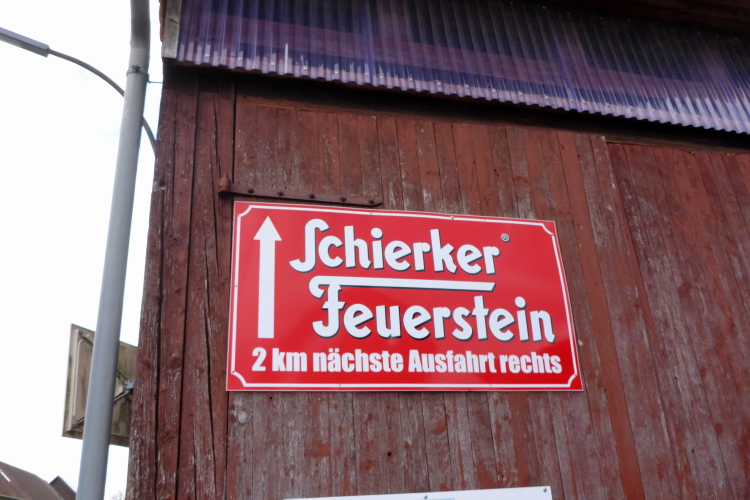 Schierker®
Feuerstein
2 km nächste Ausfahrt rechts